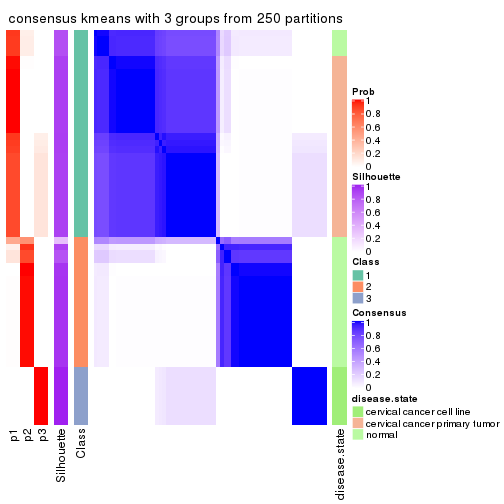 consensus kmeans with 3 groups from 250 partitions
Prob
1
0.8
0.6
0.4
0.2
0
Silhouette
1
0.8
0.6
0.4
0.2
0
Class
1
2
3
Consensus
1
0.8
0.6
0.4
0.2
0
disease.state
cervical cancer cell line
cervical cancer primary tumor
normal
p1
p2
p3
Silhouette
Class
disease.state